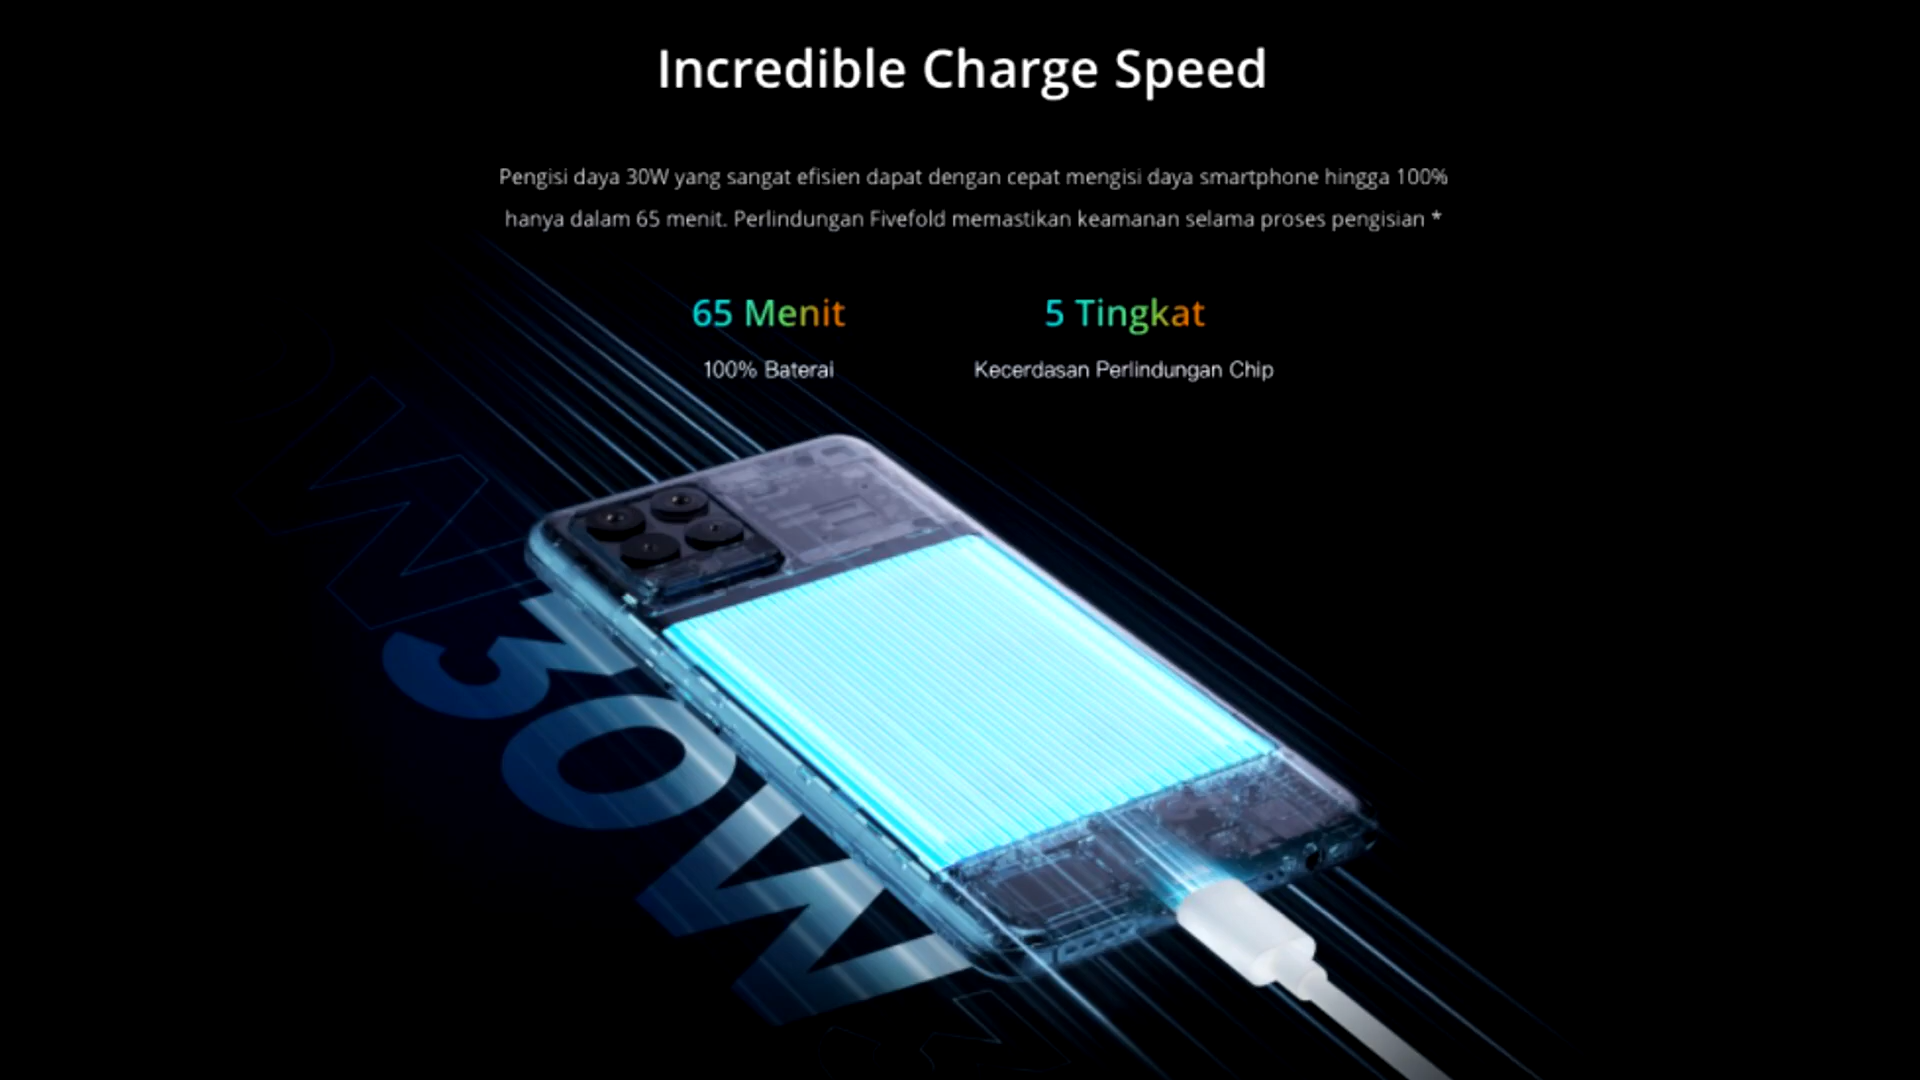 Incredible Charge Speed
Pengisi daya 30W yang sangat efisien dapat dengan cepat mengisi daya smartphone hingga 100%
hanya dalam 65 menit. Perlindungan Fivefold memastikan keamanan selama proses pengisian *
65 Menit
5 Tingkat
100% Baterai
Kecerdasan Perlindungan Chip
30W